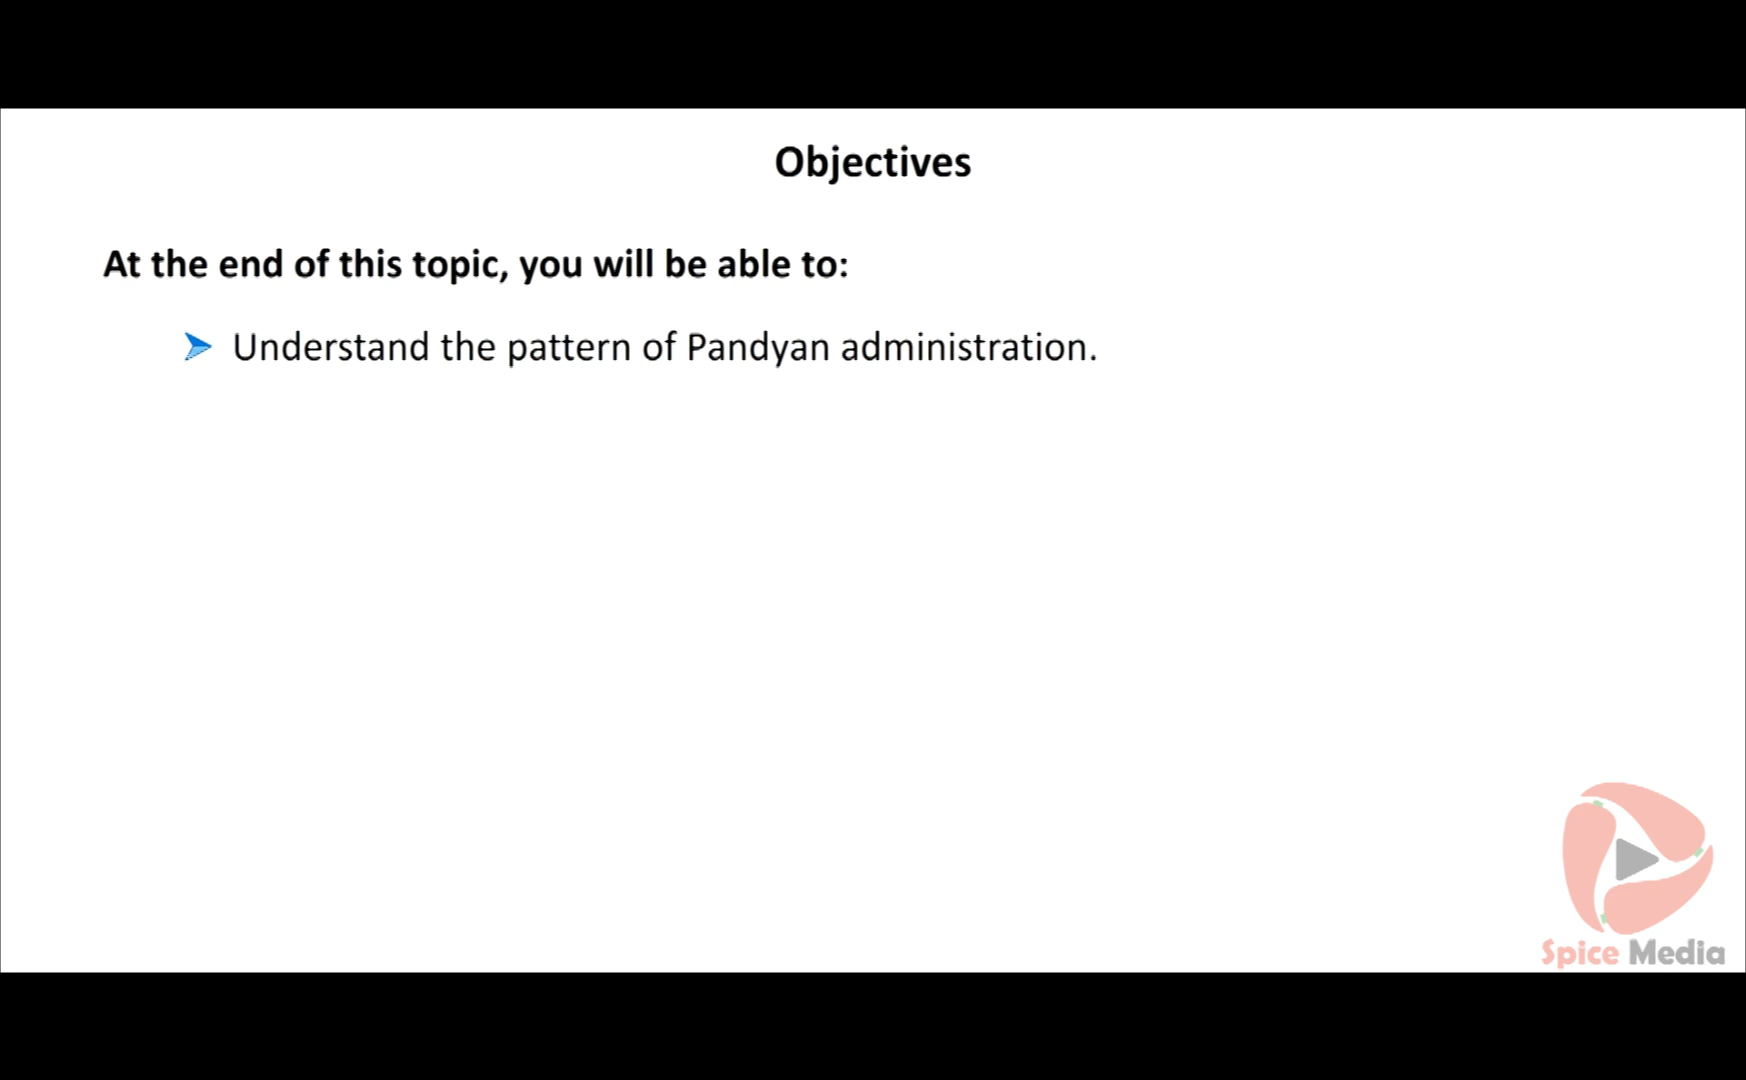 Objectives
At the end of this topic, you will be able to:
Understand the pattern of Pandyan administration.
Spice Media